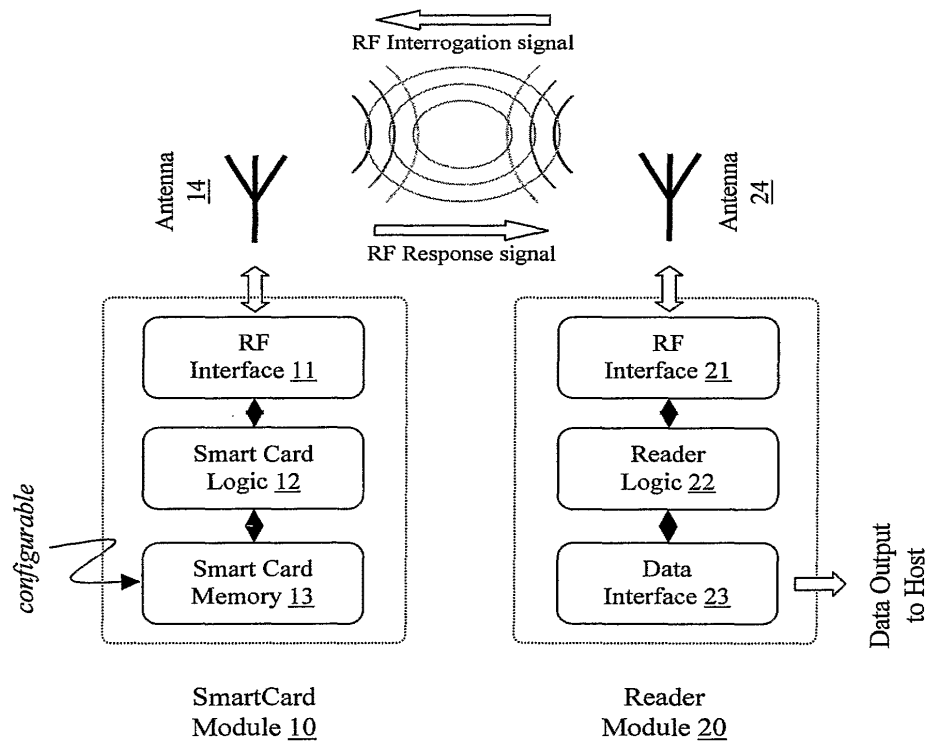 RF Interrogation signal
Antenna
14
Antenna
24
RF Response signal
RF
Interface 11
RF
Interface 21
Smart Card
Logic 12
Reader
Logic 22
configurable
Smart Card
Memory 13
Data
Interface 23
Data Output
to Host
SmartCard
Module 10
Reader
Module 20